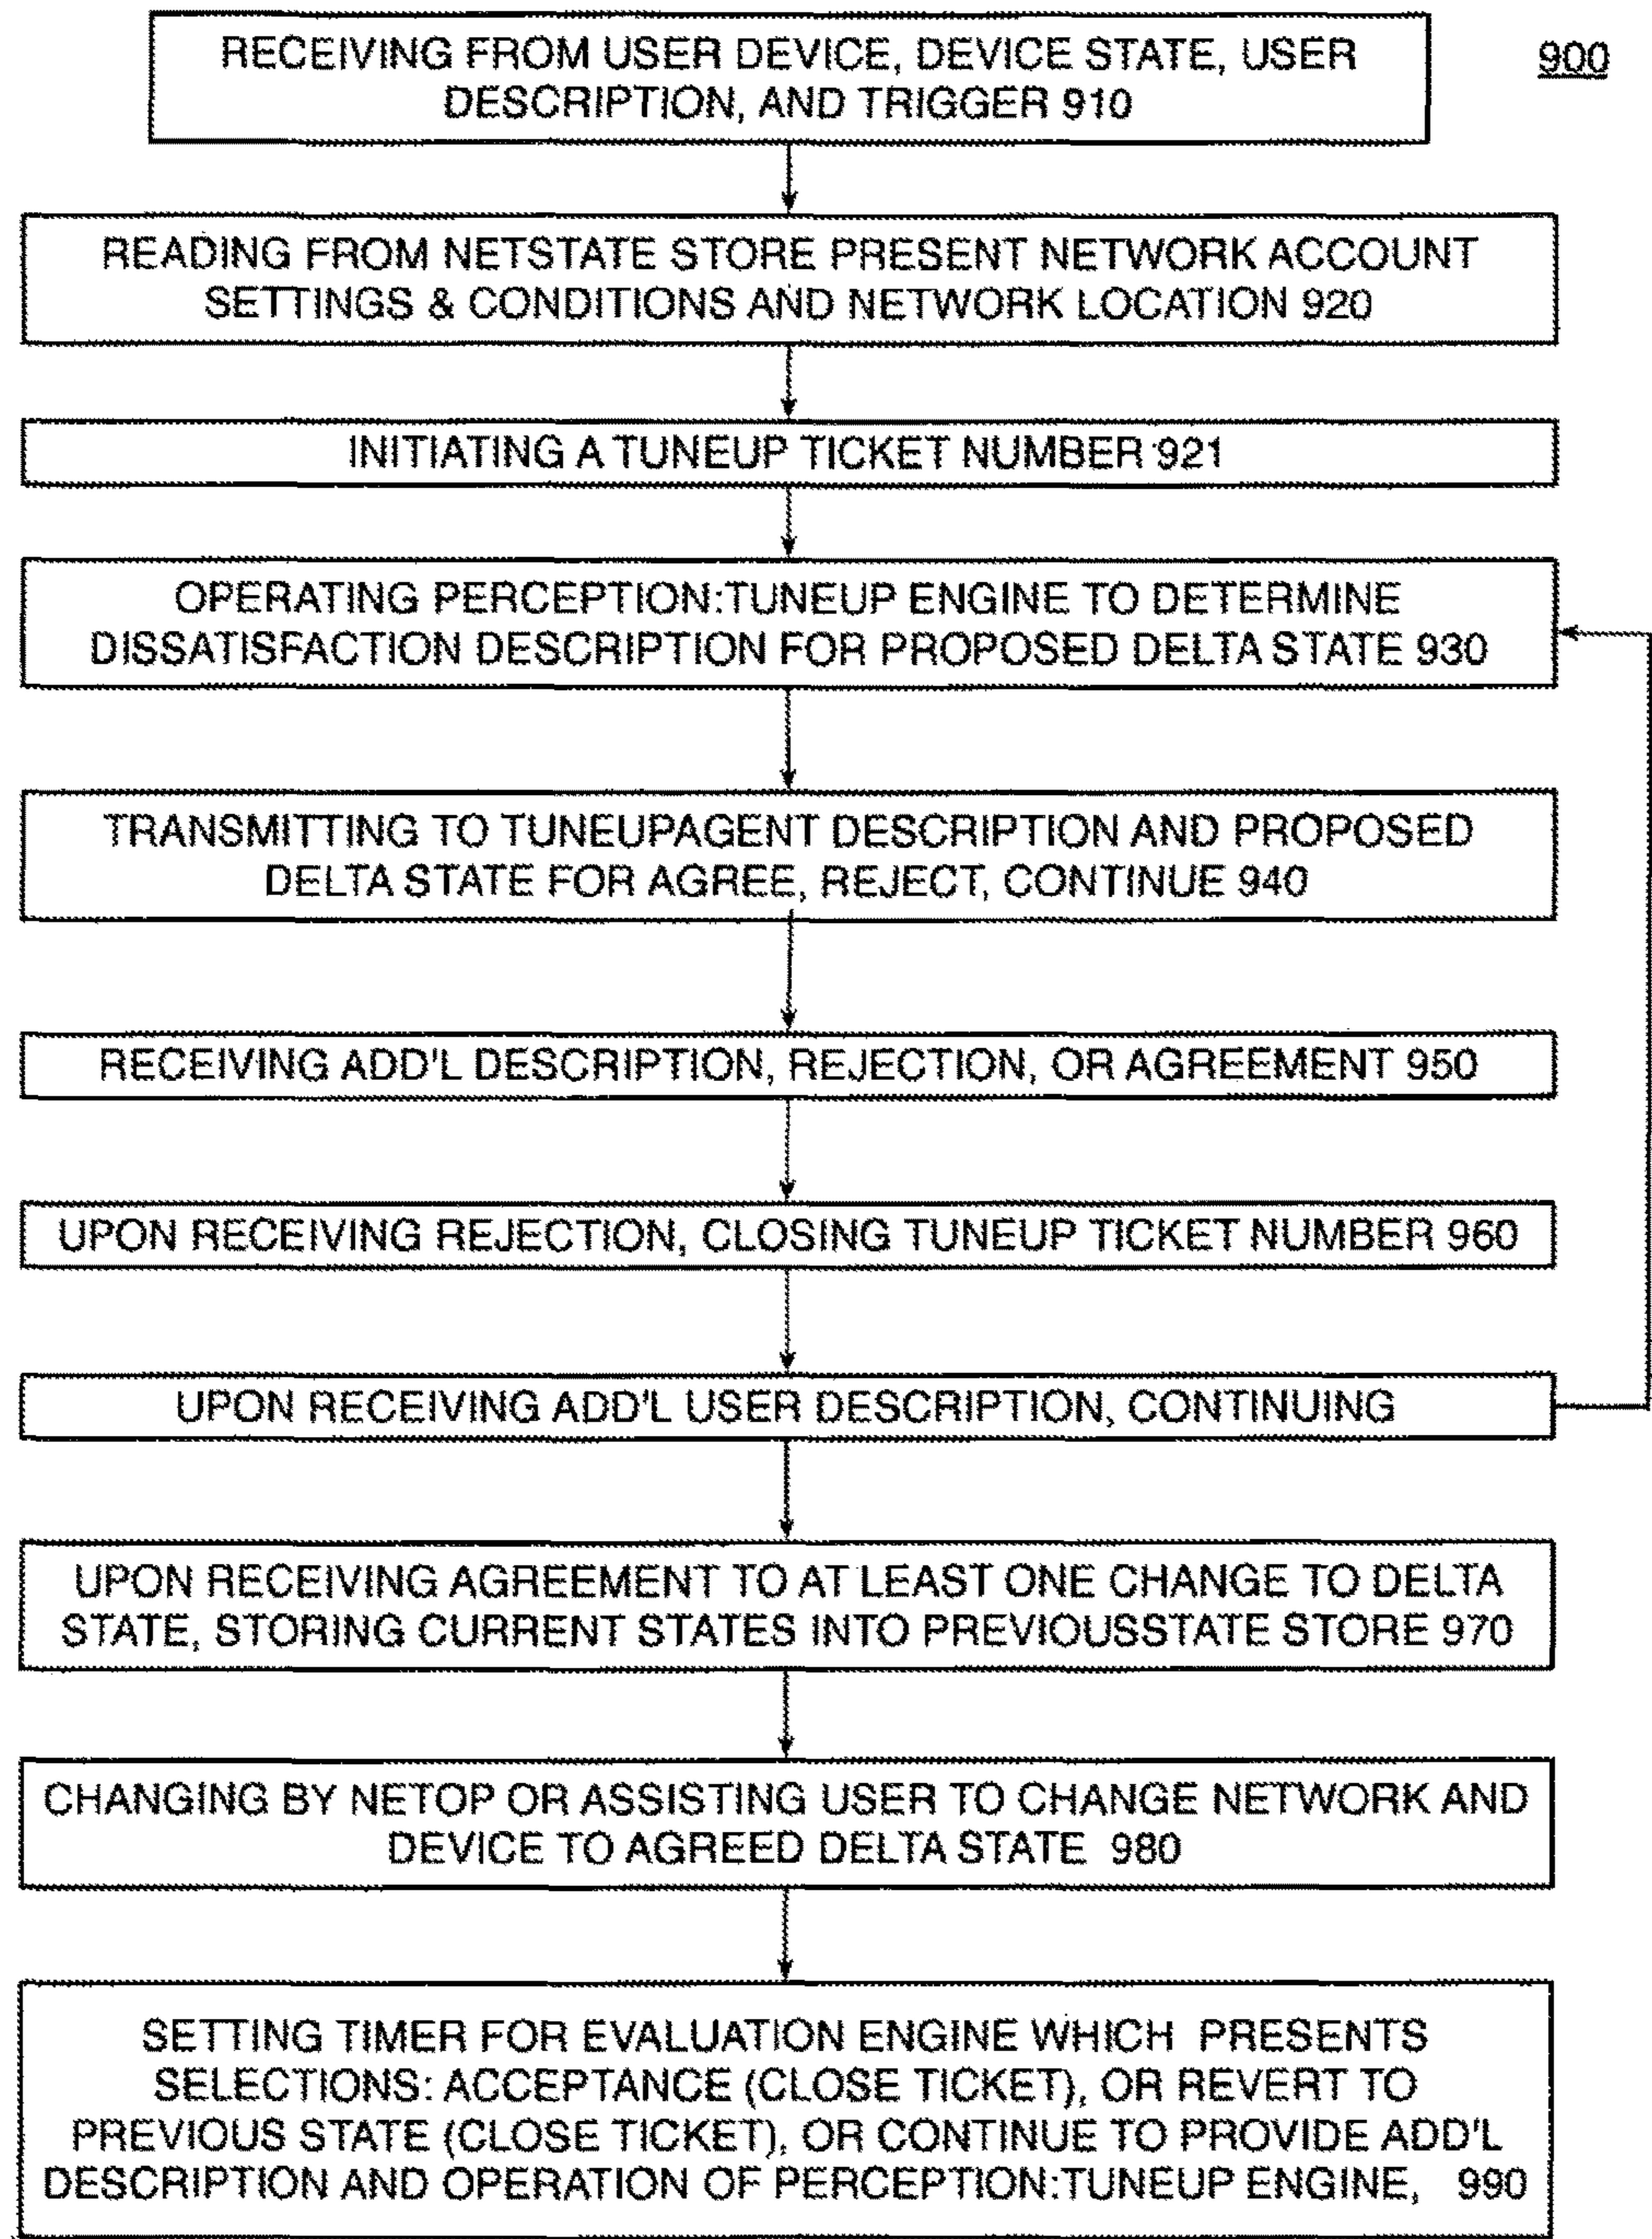 900
RECEIVING FROM USER DEVICE, DEVICE STATE, USER
DESCRIPTION, AND TRIGGER 910
READING FROM NETSTATE STORE PRESENT NETWORK ACCOUNT
SETTINGS & CONDITIONS AND NETWORK LOCATION 920
INITIATING A TUNEUP TICKET NUMBER 921
OPERATING PERCEPTION:TUNEUP ENGINE TO DETERMINE
DISSATISFACTION DESCRIPTION FOR PROPOSED DELTA STATE 930
TRANSMITTING TO TUNEUPAGENT DESCRIPTION AND PROPOSED
DELTA STATE FOR AGREE, REJECT, CONTINUE 940
RECEIVING ADD'L DESCRIPTION, REJECTION, OR AGREEMENT 950
UPON RECEIVING REJECTION, CLOSING TUNEUP TICKET NUMBER 960
UPON RECEIVING ADD'L USER DESCRIPTION, CONTINUING
UPON RECEIVING AGREEMENT TO AT LEAST ONE CHANGE TO DELTA
STATE, STORING CURRENT STATES INTO PREVIOUSSTATE STORE 970
CHANGING BY NETOP OR ASSISTING USER TO CHANGE NETWORK AND
DEVICE TO AGREED DELTA STATE 980
SETTING TIMER FOR EVALUATION ENGINE WHICH PRESENTS
SELECTIONS: ACCEPTANCE (CLOSE TICKET), OR REVERT TO
PREVIOUS STATE (CLOSE TICKET), OR CONTINUE TO PROVIDE ADD'L
DESCRIPTION AND OPERATION OF PERCEPTION:TUNEUP ENGINE, 990